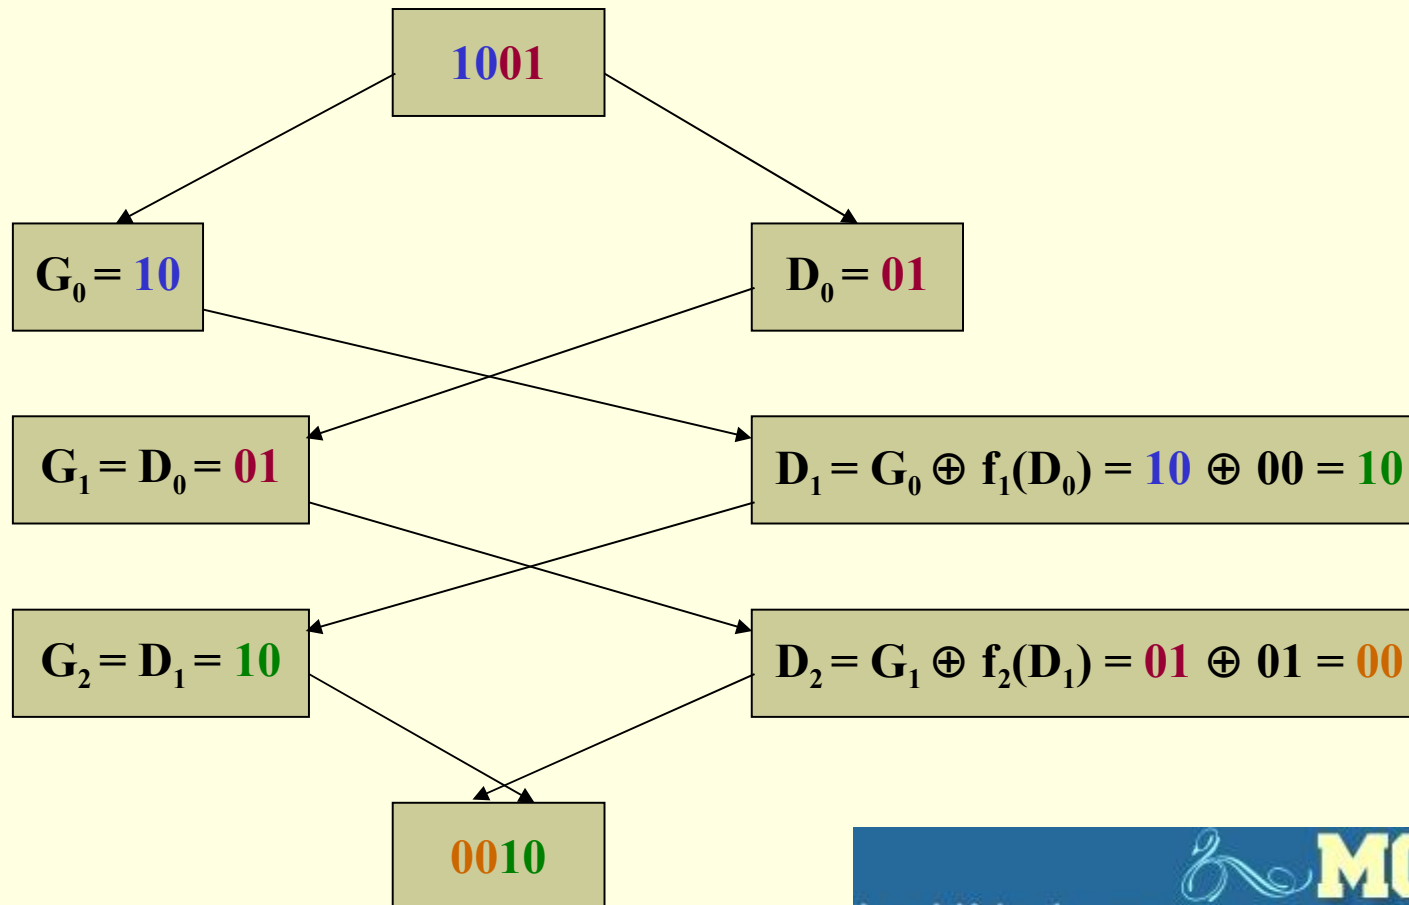 1001
G₀ = 10
D₀ = 01
G₁ = D₀ = 01
D₁ = G₀ ⊕ f₁(D₀) = 10 ⊕ 00 = 10
G₂ = D₁ = 10
D₂ = G₁ ⊕ f₂(D₁) = 01 ⊕ 01 = 00
0010